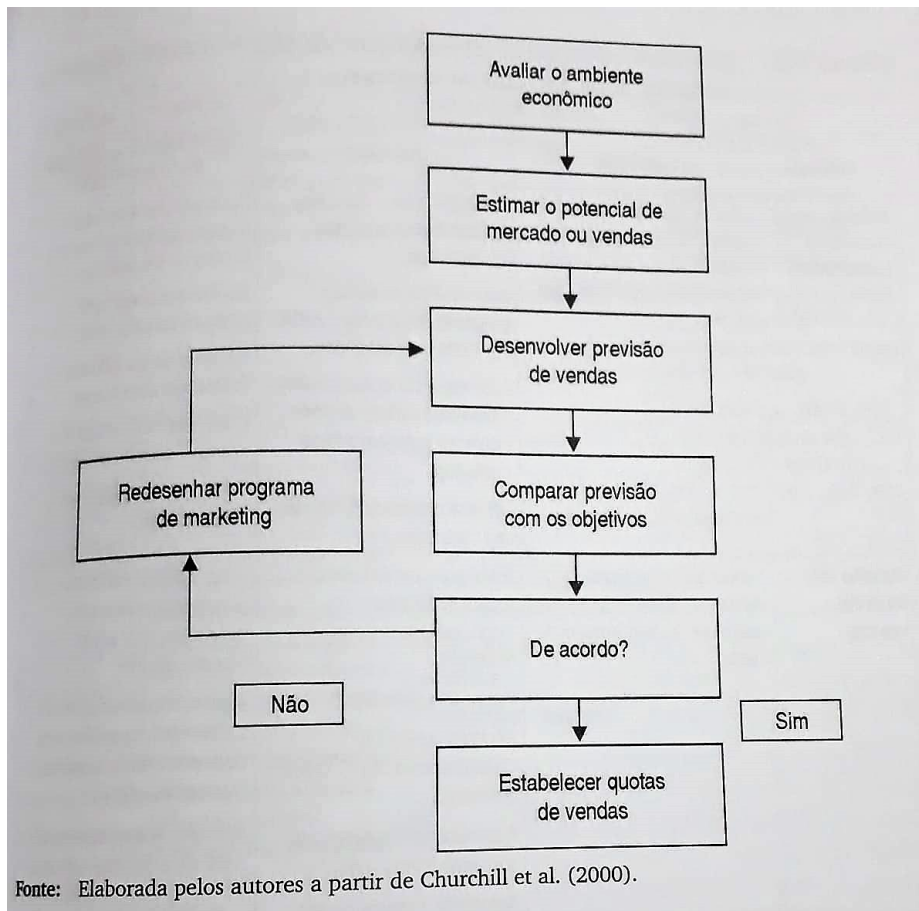 Avaliar o ambiente
econômico
Estimar o potencial de
mercado ou vendas
Desenvolver previsão
de vendas
Redesenhar programa
de marketing
Comparar previsão
com os objetivos
De acordo?
Não
Sim
Estabelecer quotas
de vendas
Fonte: Elaborada pelos autores a partir de Churchill et al. (2000).